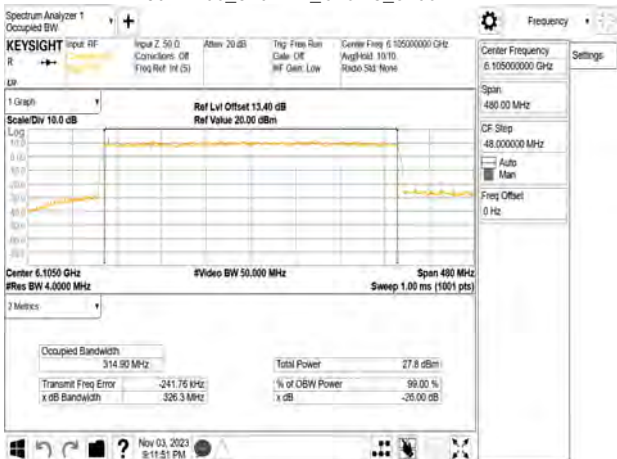 Spectrum Analyzer 1
Occupied BW
Frequency
KEYSIGHT Input: RF
R
Input Z: 50 Ω
Corrections: Off
Freq Ref: Int (S)
Atten: 20 dB
Trig: Free Run
Gate: Off
#IF Gain: Low
Center Freq: 6.105000000 GHz
Avg|Hold: 10/10
Radio Std: None
Center Frequency
6.105000000 GHz
Settings
Span
480.00 MHz
CF Step
48.000000 MHz
Auto
Man
Freq Offset
0 Hz
1 Graph
Scale/Div 10.0 dB
Ref Lvl Offset 13.40 dB
Ref Value 20.00 dBm
Log
10.0
0.00
Center 6.1050 GHz
#Res BW 4.0000 MHz
#Video BW 50.000 MHz
Span 480 MHz
Sweep 1.00 ms (1001 pts)
2 Metrics
Occupied Bandwidth
314.90 MHz
Total Power 27.8 dBm
Transmit Freq Error -241.76 kHz
% of OBW Power 99.00 %
x dB Bandwidth 326.3 MHz
x dB -26.00 dB
?
Nov 03, 2023
9:11:51 PM